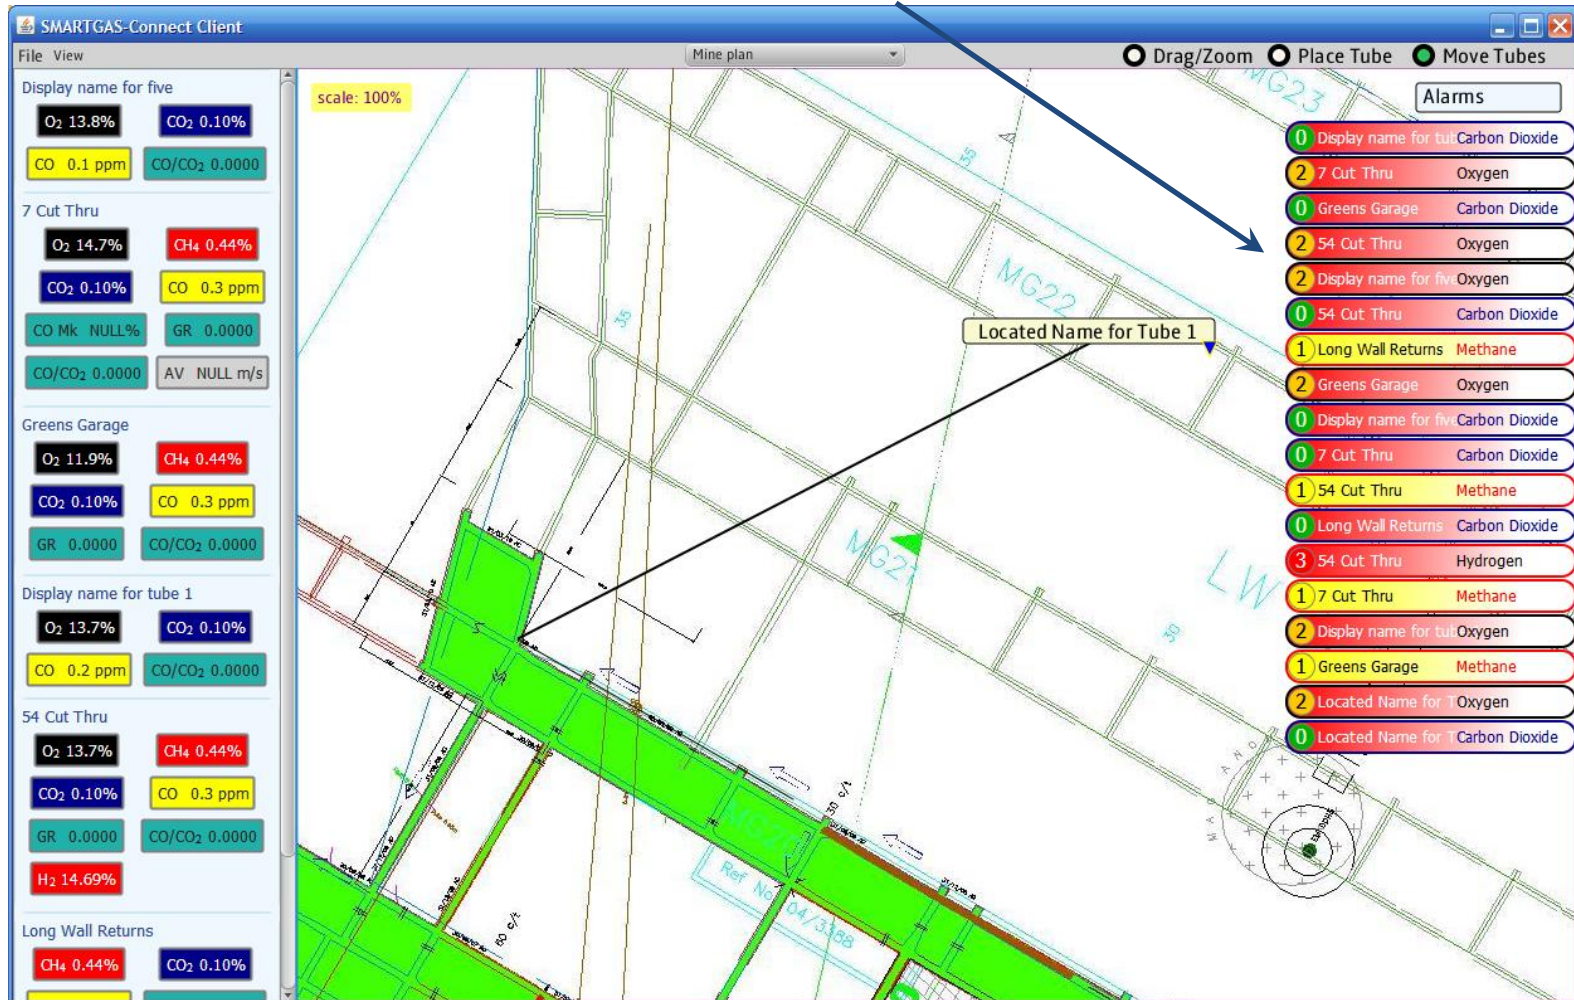 SMARTGAS-Connect Client
File View
Mine plan
Drag/Zoom Place Tube Move Tubes
Display name for five
O₂ 13.8% CO₂ 0.10%
CO 0.1 ppm CO/CO₂ 0.0000
7 Cut Thru
O₂ 14.7% CH₄ 0.44%
CO₂ 0.10% CO 0.3 ppm
CO Mk NULL% GR 0.0000
CO/CO₂ 0.0000 AV NULL m/s
Greens Garage
O₂ 11.9% CH₄ 0.44%
CO₂ 0.10% CO 0.3 ppm
GR 0.0000 CO/CO₂ 0.0000
Display name for tube 1
O₂ 13.7% CO₂ 0.10%
CO 0.2 ppm CO/CO₂ 0.0000
54 Cut Thru
O₂ 13.7% CH₄ 0.44%
CO₂ 0.10% CO 0.3 ppm
GR 0.0000 CO/CO₂ 0.0000
H₂ 14.69%
Long Wall Returns
CH₄ 0.44% CO₂ 0.10%
scale: 100%
MG23
55
MG22
35
Located Name for Tube 1
LW
30
30 c/t
MG20
Ref No. 04/3388
50 c/t
Alarms
0 Display name for tub Carbon Dioxide
2 7 Cut Thru Oxygen
0 Greens Garage Carbon Dioxide
2 54 Cut Thru Oxygen
2 Display name for five Oxygen
0 54 Cut Thru Carbon Dioxide
1 Long Wall Returns Methane
2 Greens Garage Oxygen
0 Display name for five Carbon Dioxide
0 7 Cut Thru Carbon Dioxide
1 54 Cut Thru Methane
0 Long Wall Returns Carbon Dioxide
3 54 Cut Thru Hydrogen
1 7 Cut Thru Methane
2 Display name for tub Oxygen
1 Greens Garage Methane
2 Located Name for T Oxygen
0 Located Name for T Carbon Dioxide